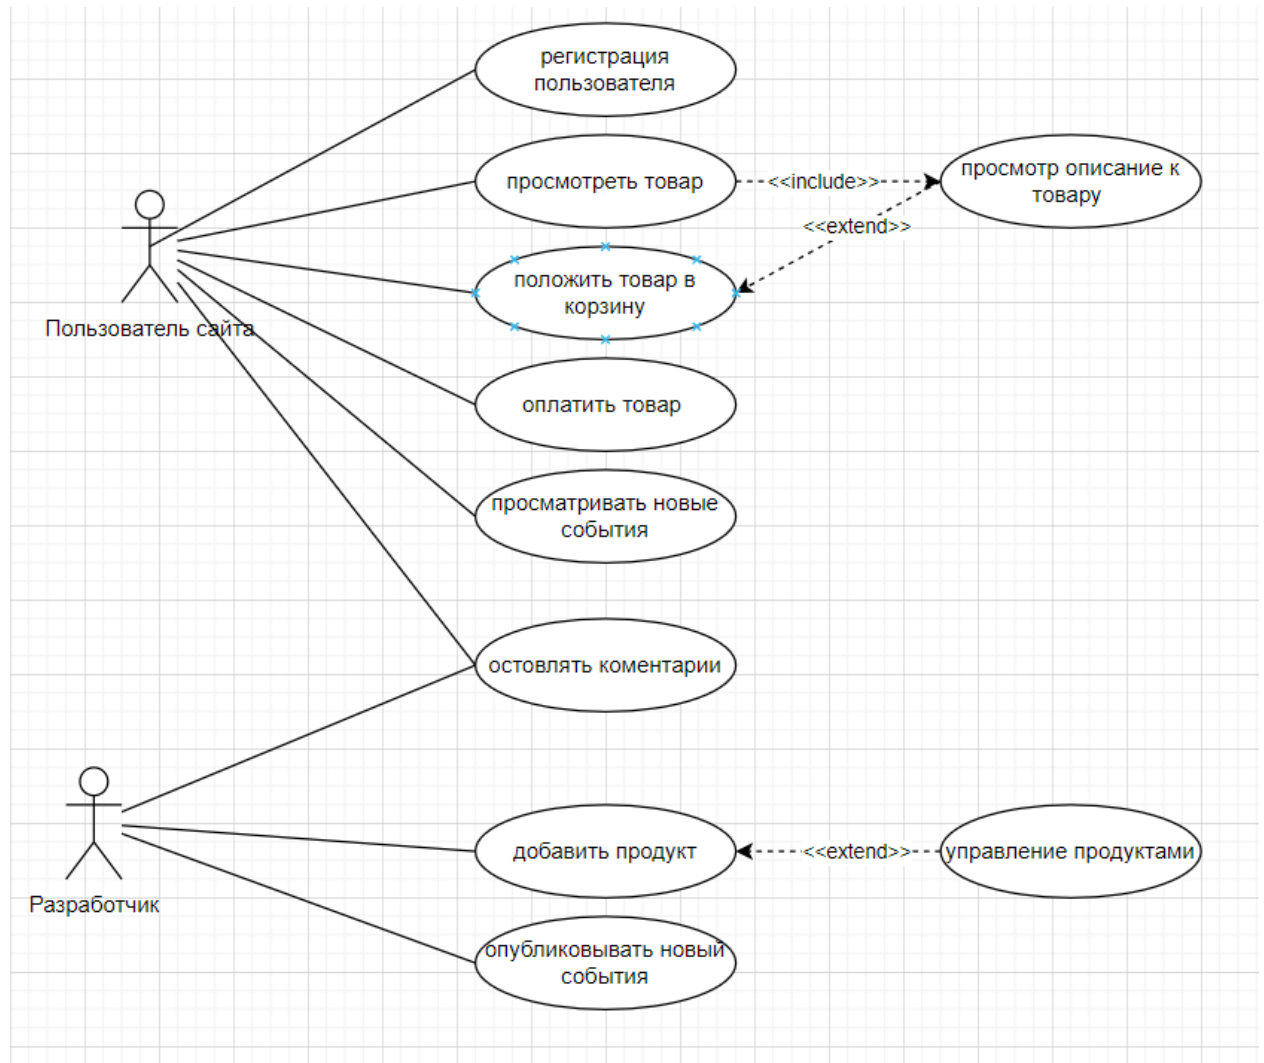 регистрация
пользователя
просмотреть товар
<<include>>
просмотр описание к
товару
<<extend>>
положить товар в
корзину
Пользователь сайта
оплатить товар
просматривать новые
события
остовлять коментарии
добавить продукт
<<extend>>
управление продуктами
Разработчик
опубликовывать новый
события